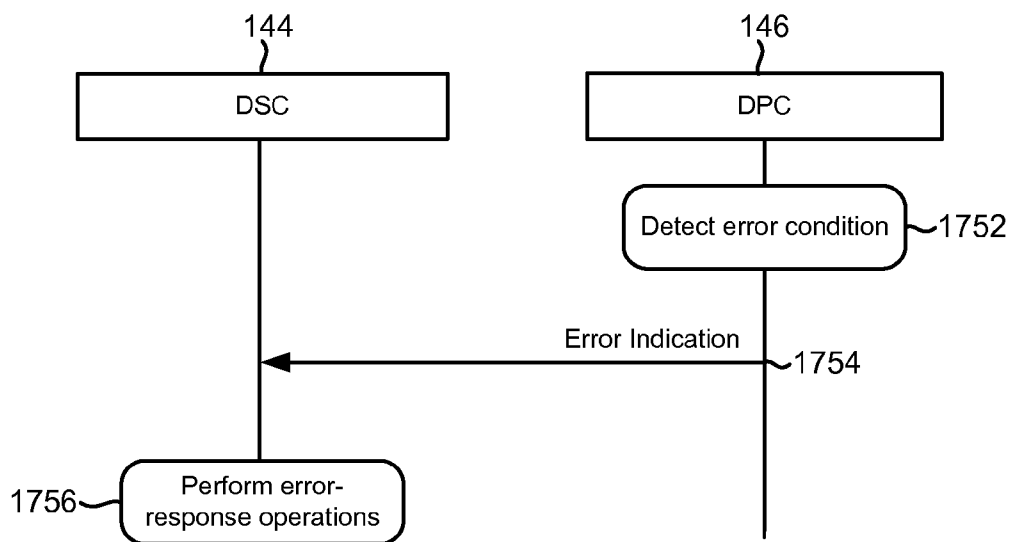 144
146
DSC
DPC
Detect error condition
1752
Error Indication
1754
Perform error-
response operations
1756